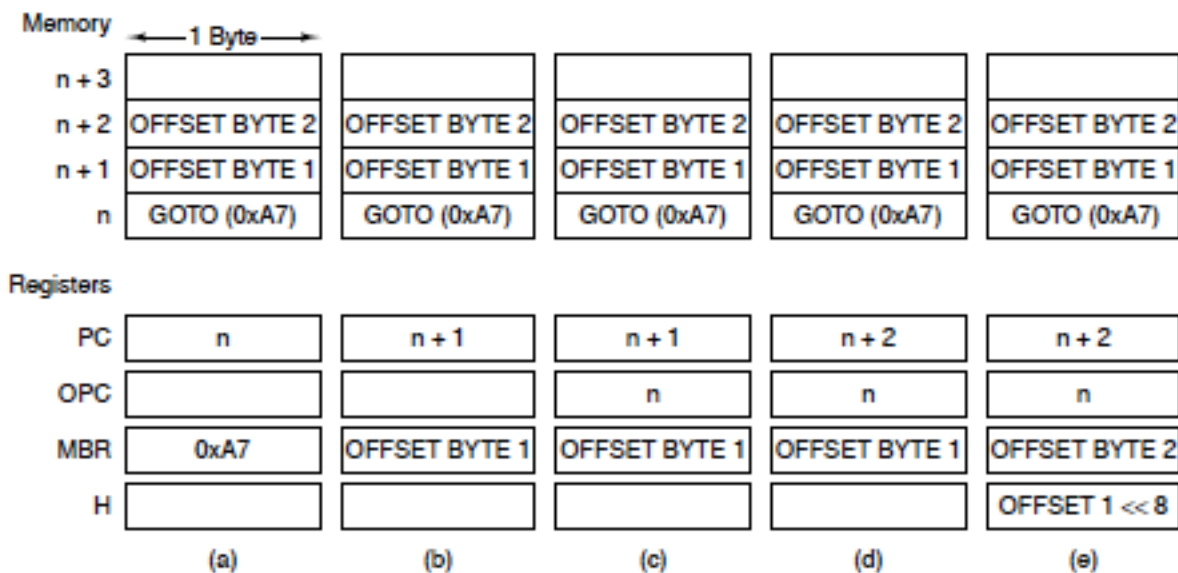 Memory
1 Byte
n + 3
n + 2 OFFSET BYTE 2 OFFSET BYTE 2 OFFSET BYTE 2 OFFSET BYTE 2 OFFSET BYTE 2
n + 1 OFFSET BYTE 1 OFFSET BYTE 1 OFFSET BYTE 1 OFFSET BYTE 1 OFFSET BYTE 1
n GOTO (0xA7) GOTO (0xA7) GOTO (0xA7) GOTO (0xA7) GOTO (0xA7)
Registers
PC n n + 1 n + 1 n + 2 n + 2
OPC n n n
MBR 0xA7 OFFSET BYTE 1 OFFSET BYTE 1 OFFSET BYTE 1 OFFSET BYTE 2
H OFFSET 1 << 8
(a) (b) (c) (d) (e)